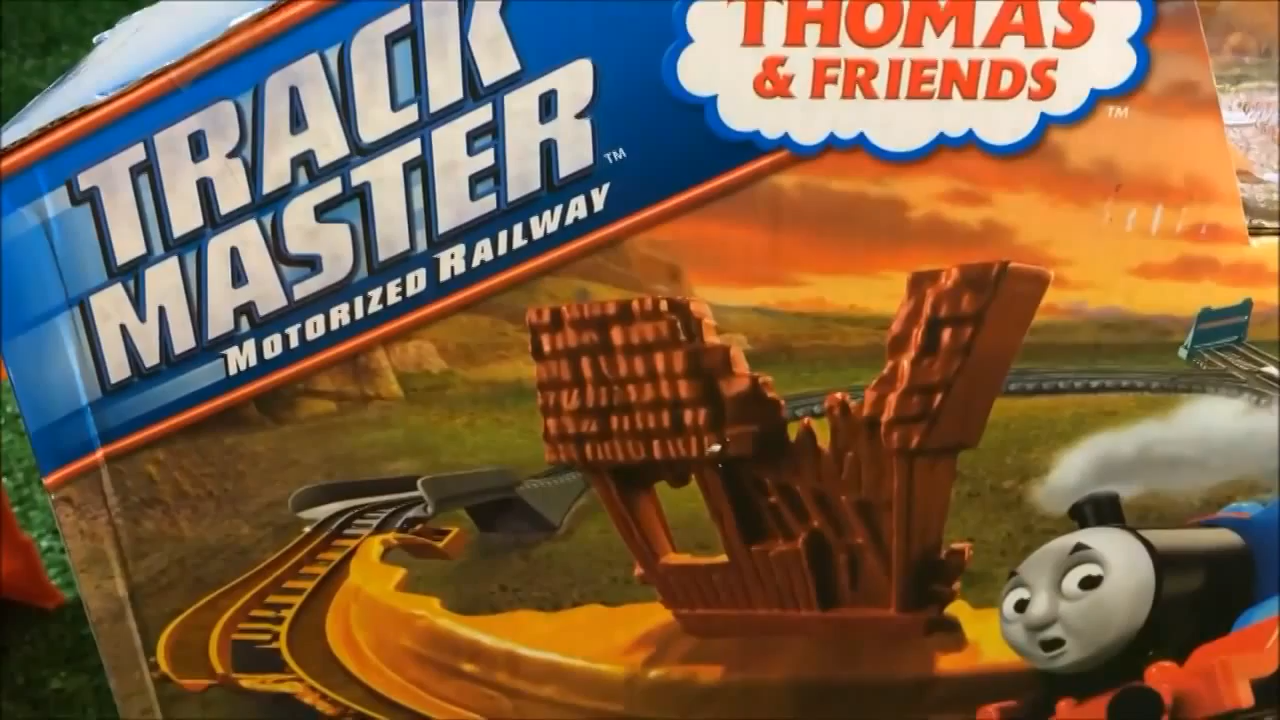 TRACK
MASTER™
MOTORIZED RAILWAY
THOMAS
& FRIENDS
™